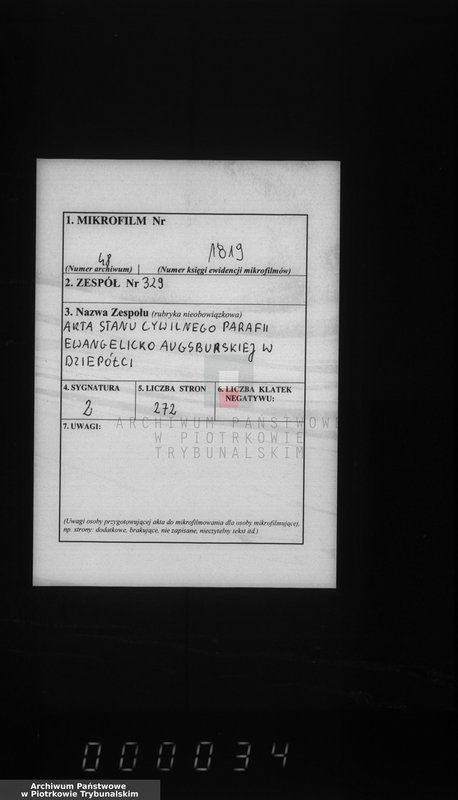 1. MIKROFILM Nr
48 1819
(Numer archiwum) (Numer księgi ewidencji mikrofilmów)
2. ZESPÓŁ Nr 329
3. Nazwa Zespołu (rubryka nieobowiązkowa)
AKTA STANU CYWILNEGO PARAFII
EWANGELICKO AUGSBURSKIEJ W
DZIEPÓŁCI
4. SYGNATURA 5. LICZBA STRON 6. LICZBA KLATEK
NEGATYWU:
2 272
ARCHIWUM PAŃSTWOWE
W PIOTRKOWIE
TRYBUNALSKIM
7. UWAGI:
(Uwagi osoby przygotowującej akta do mikrofilmowania dla osoby mikrofilmującej,
np. strony: dodatkowe, brakujące, nie zapisane, nieczytelny tekst itd.)
000034
Archiwum Państwowe
w Piotrkowie Trybunalskim